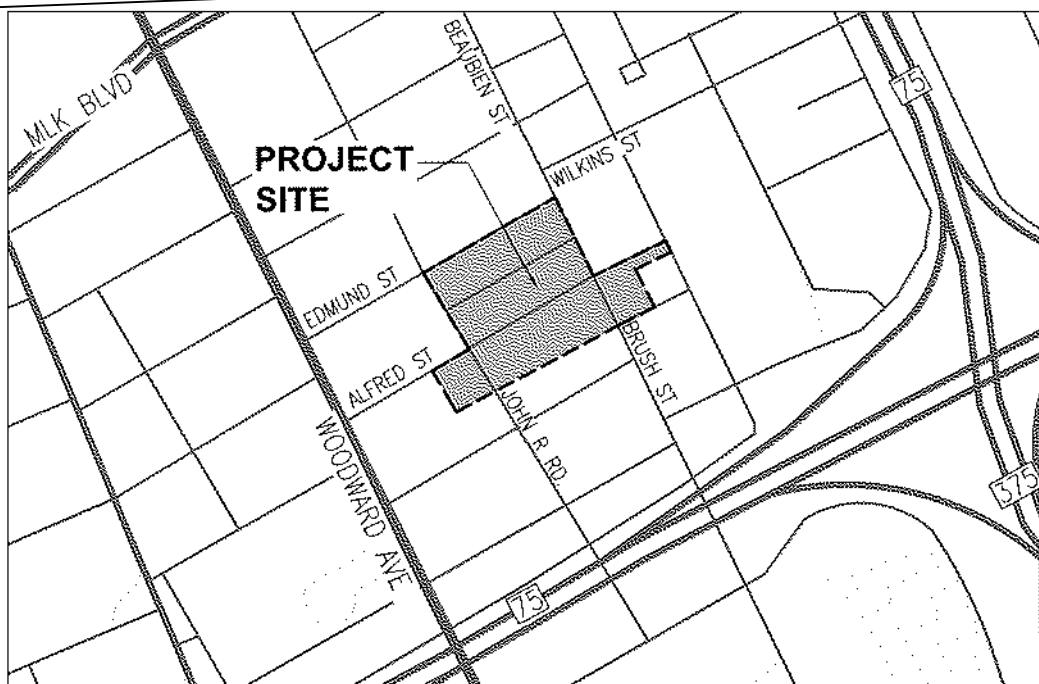 MLK BLVD
BEAUBIEN ST
75
PROJECT
SITE
WILKINS ST
EDMUND ST
ALFRED ST
BRUSH ST
JOHN R RD.
WOODWARD AVE
375
75